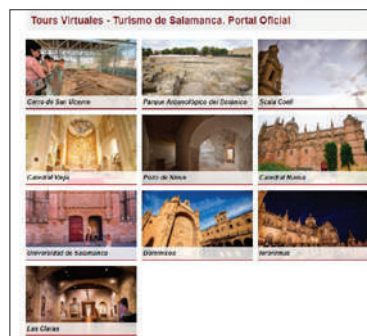 Tours Virtuales - Turismo de Salamanca. Portal Oficial
Cerro de San Vicente
Parque Arqueológico del Botánico
Scala Coeli
Catedral Vieja
Pozo de Nieve
Catedral Nueva
Universidad de Salamanca
Dominicos
Ieronimus
Las Claras